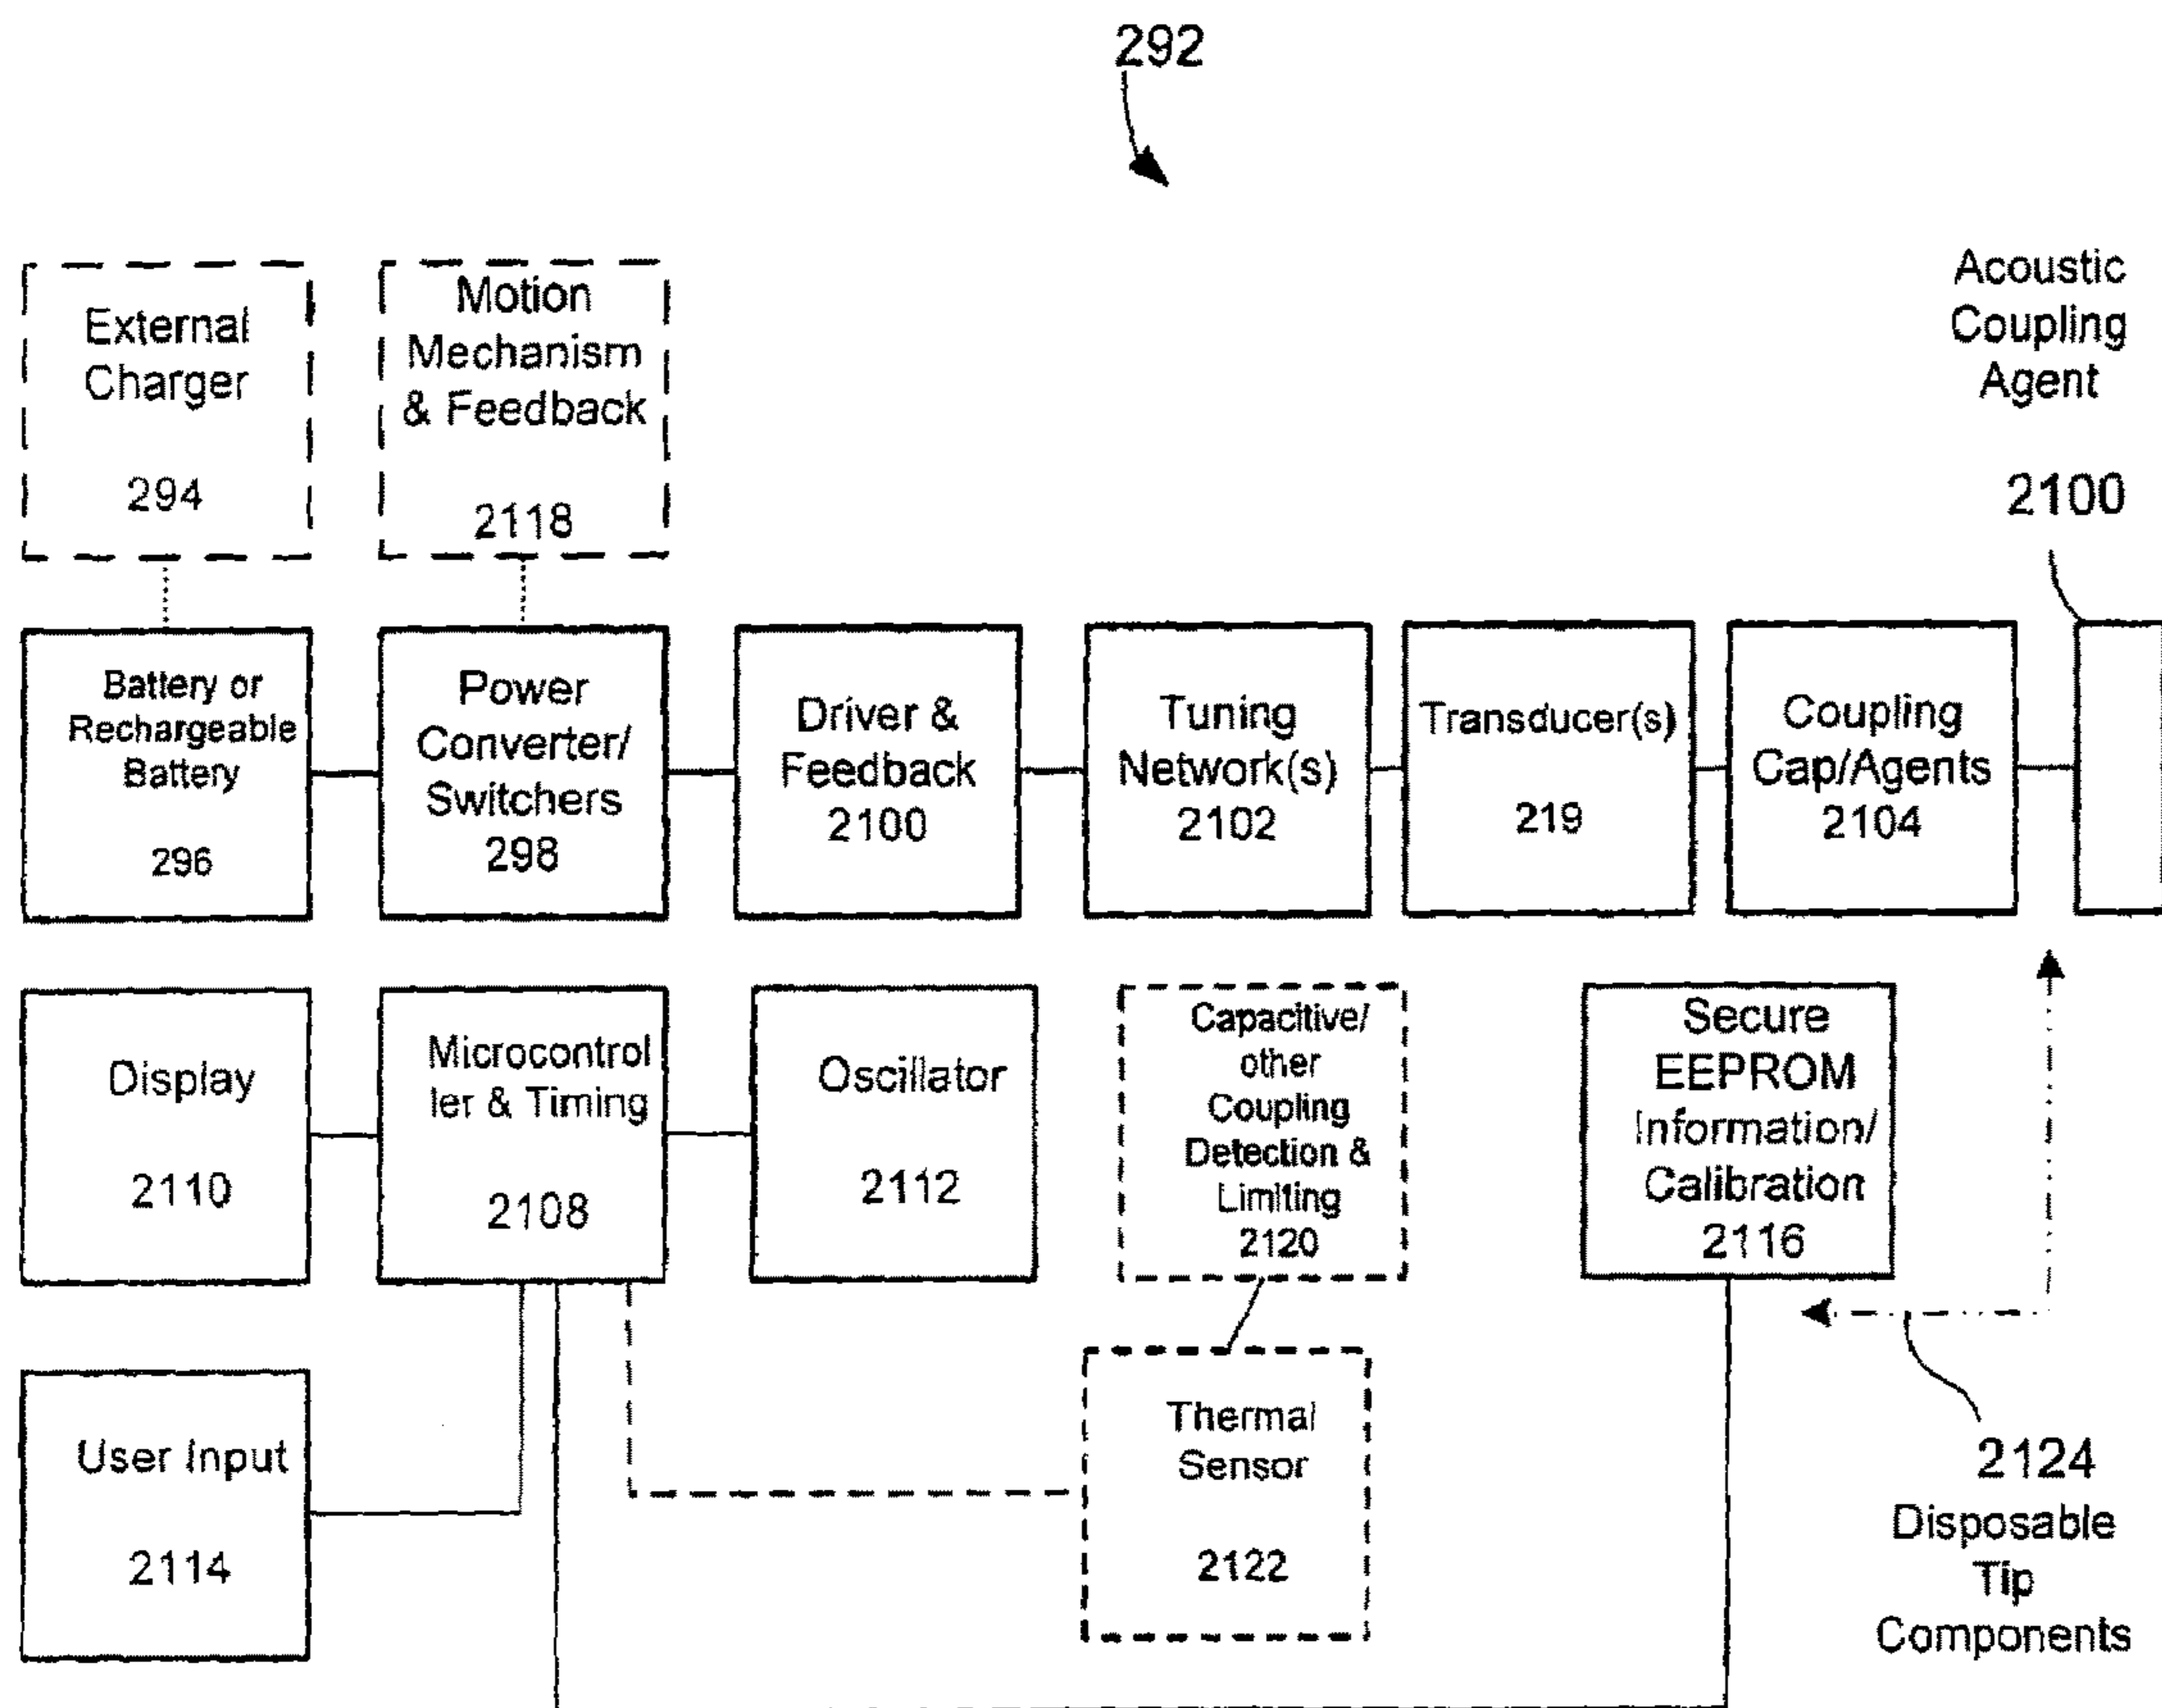 292
External
Charger
294
Motion
Mechanism
& Feedback
2118
Acoustic
Coupling
Agent
2100
Battery or
Rechargeable
Battery
296
Power
Converter/
Switchers
298
Driver &
Feedback
2100
Tuning
Network(s)
2102
Transducer(s)
219
Coupling
Cap/Agents
2104
Display
2110
Microcontrol
ler & Timing
2108
Oscillator
2112
Capacitive/
other
Coupling
Detection &
Limiting
2120
Secure
EEPROM
Information/
Calibration
2116
User Input
2114
Thermal
Sensor
2122
2124
Disposable
Tip
Components